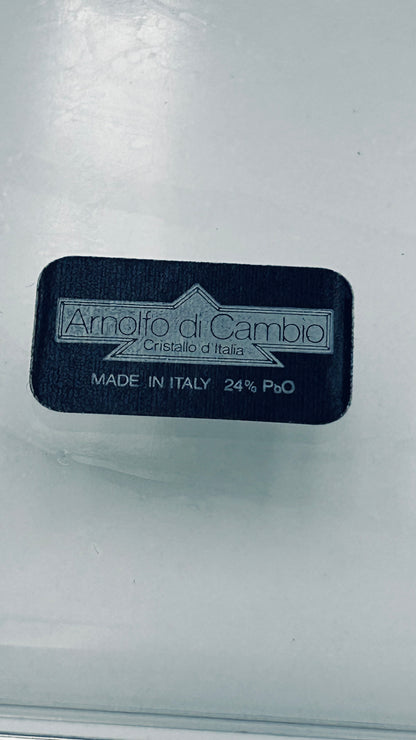 Arnolfo di Cambio
Cristallo d'Italia
MADE IN ITALY 24% PbO